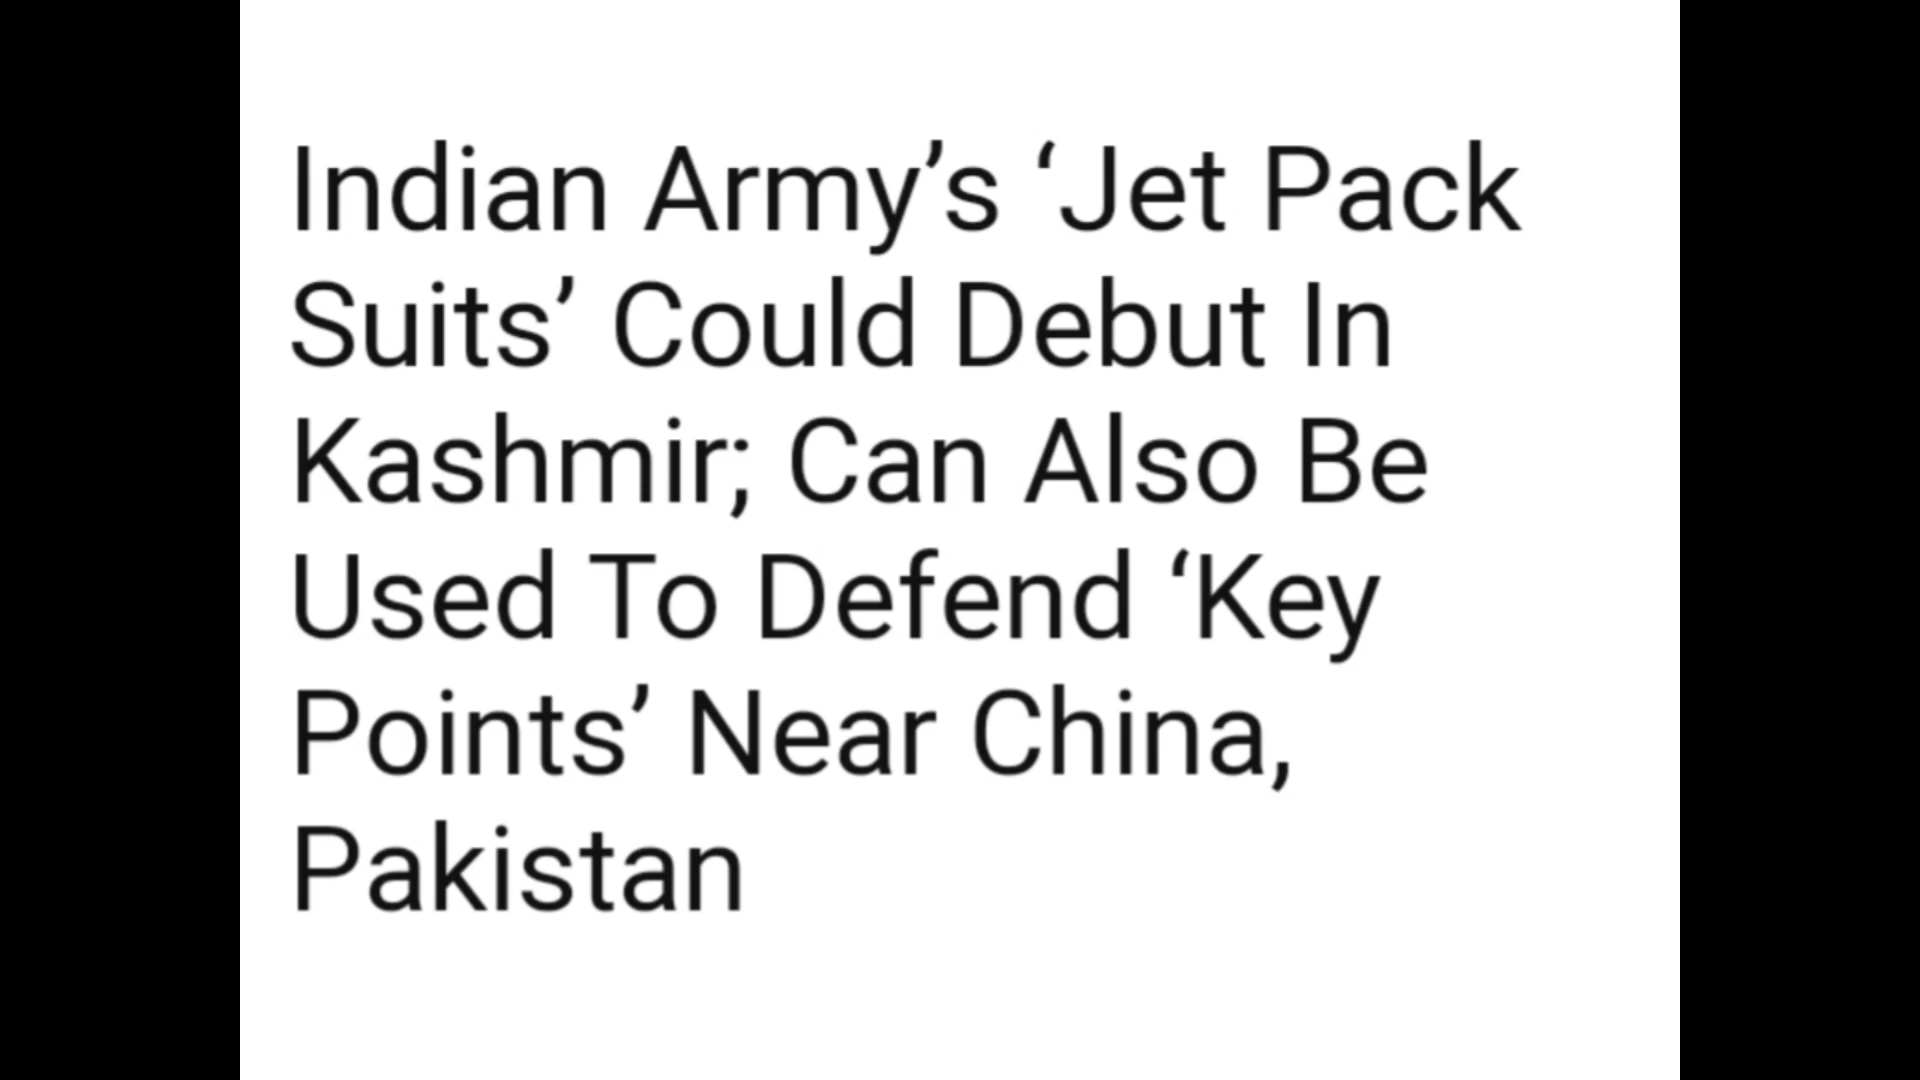 Indian Army’s ‘Jet Pack
Suits’ Could Debut In
Kashmir; Can Also Be
Used To Defend ‘Key
Points’ Near China,
Pakistan